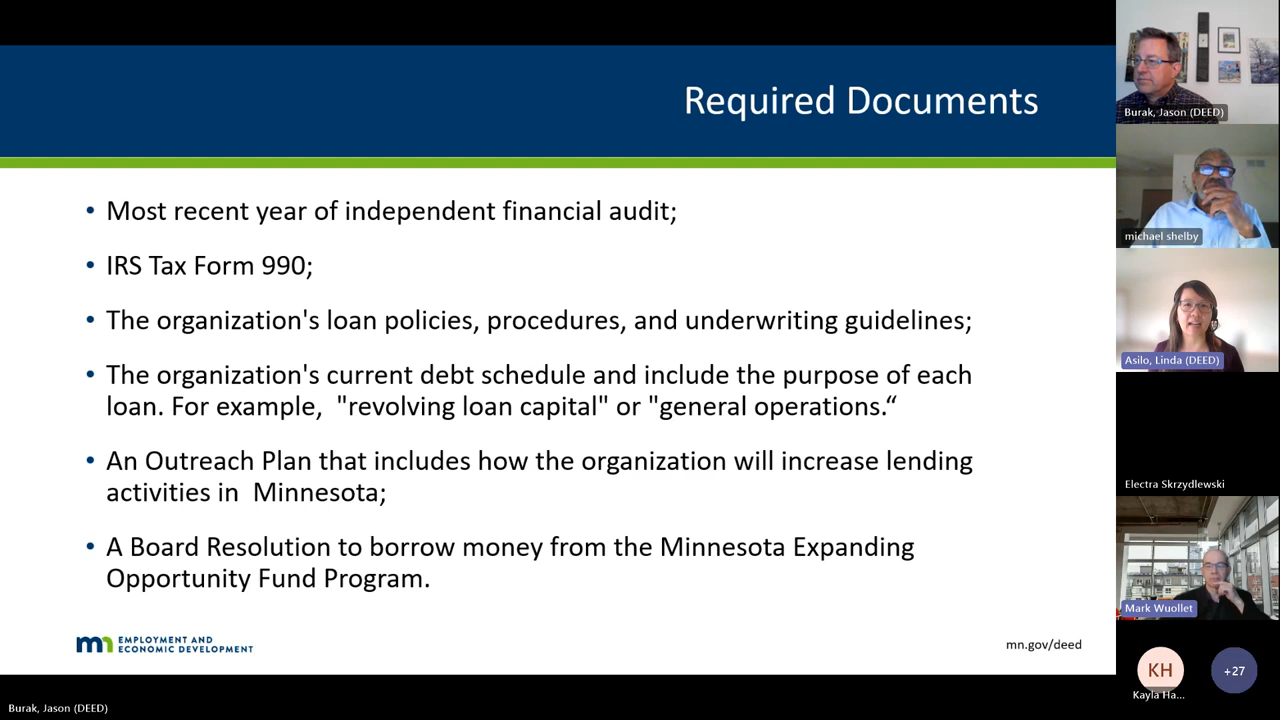 Required Documents
• Most recent year of independent financial audit;
• IRS Tax Form 990;
• The organization's loan policies, procedures, and underwriting guidelines;
• The organization's current debt schedule and include the purpose of each
loan. For example,  "revolving loan capital" or "general operations.“
• An Outreach Plan that includes how the organization will increase lending
activities in  Minnesota;
• A Board Resolution to borrow money from the Minnesota Expanding
Opportunity Fund Program.
mn EMPLOYMENT AND
ECONOMIC DEVELOPMENT
mn.gov/deed
Burak, Jason (DEED)
Burak, Jason (DEED)
michael shelby
Asilo, Linda (DEED)
Electra Skrzydlewski
Mark Wuollet
KH
Kayla Ha...
+27